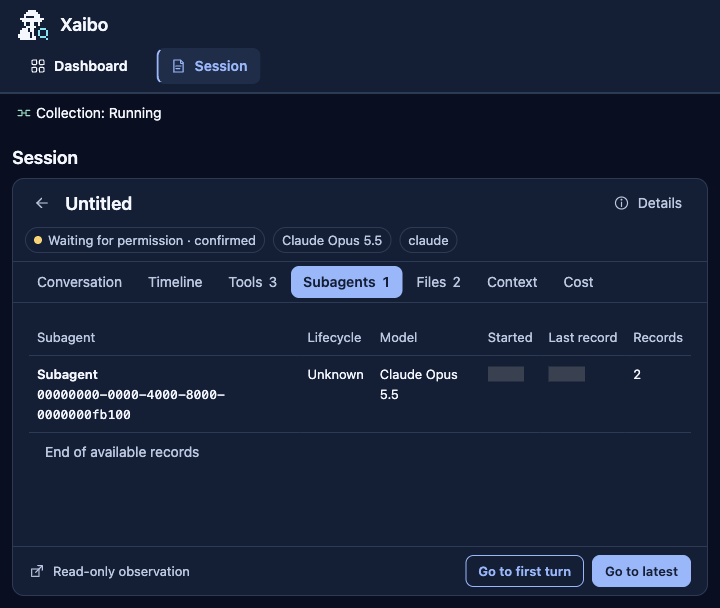 Xaibo
Dashboard
Session
Collection: Running
Session
Untitled
Details
Waiting for permission · confirmed
Claude Opus 5.5
claude
Conversation
Timeline
Tools 3
Subagents 1
Files 2
Context
Cost
Subagent
Lifecycle
Model
Started
Last record
Records
Subagent
00000000-0000-4000-8000-
0000000fb100
Unknown
Claude Opus
5.5
2
End of available records
Read-only observation
Go to first turn
Go to latest